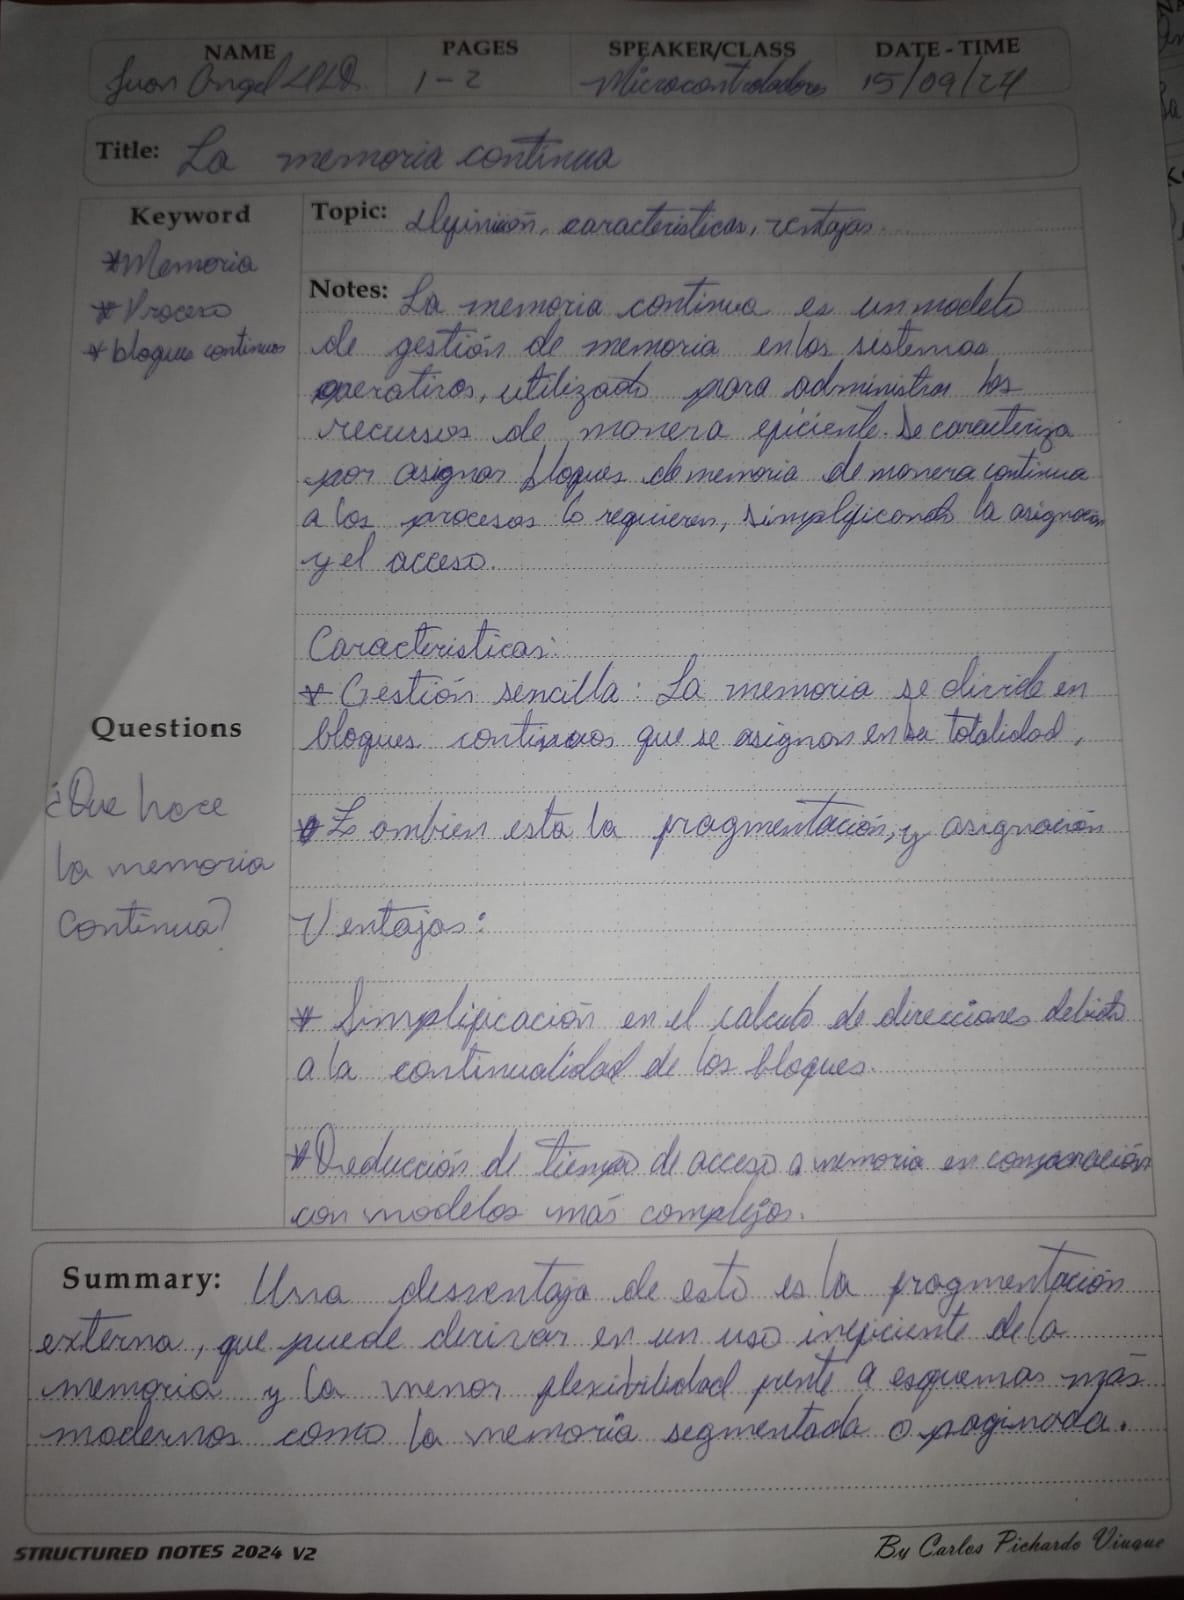 NAME PAGES SPEAKER/CLASS DATE-TIME
Juan Angel 1-2 Microcontroladores 15/09/24
Title: La memoria continua
Keyword
*Memoria
*Proceso
*bloques continuos
Topic: Definición, características, ventajas.
Notes: La memoria continua es un modelo
de gestión de memoria en los sistemas
operativos, utilizado para administrar los
recursos de manera eficiente. Se caracteriza
por asignar bloques de memoria de manera continua
a los procesos lo requieren, simplificando la asignación
y el acceso.
Caracteristicas:
* Gestión sencilla: La memoria se divide en
bloques continuos que se asignan en su totalidad.
* Tambien esta la fragmentación, y asignación
Ventajas:
* Simplificación en el calculo de direcciones debido
a la continualidad de los bloques.
* Reducción de tiempo de acceso a memoria en comparación
con modelos más complejos.
Questions
¿Que hace
la memoria
continua?
Summary: Una desventaja de esto es la fragmentación
externa, que puede derivar en un uso ineficiente de la
memoria y la menor flexibilidad frente a esquemas más
modernos como la memoria segmentada o paginada.
STRUCTURED NOTES 2024 V2
By Carlos Pichardo Viuque